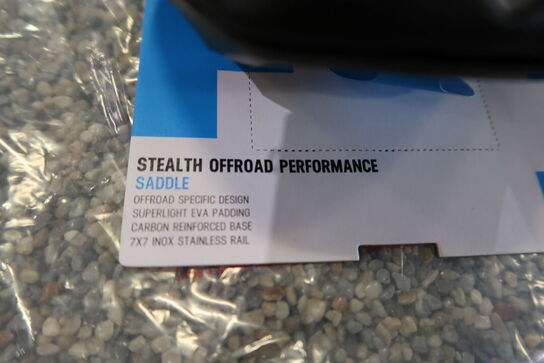 STEALTH OFFROAD PERFORMANCE
SADDLE
OFFROAD SPECIFIC DESIGN
SUPERLIGHT EVA PADDING
CARBON REINFORCED BASE
7X7 INOX STAINLESS RAIL